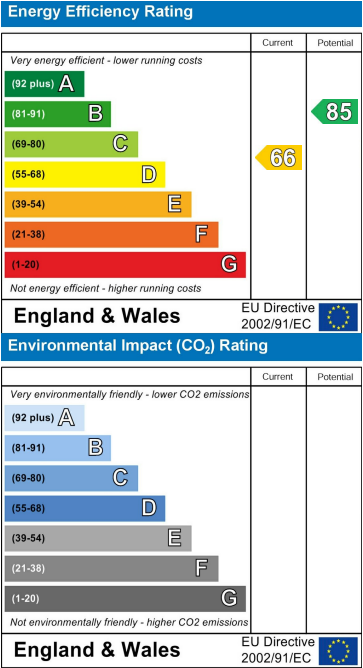 Energy Efficiency Rating
Current Potential
Very energy efficient - lower running costs
(92 plus) A
(81-91) B
85
(69-80) C
66
(55-68) D
(39-54) E
(21-38) F
(1-20) G
Not energy efficient - higher running costs
England & Wales
EU Directive
2002/91/EC
Environmental Impact (CO₂) Rating
Current Potential
Very environmentally friendly - lower CO2 emissions
(92 plus) A
(81-91) B
(69-80) C
(55-68) D
(39-54) E
(21-38) F
(1-20) G
Not environmentally friendly - higher CO2 emissions
England & Wales
EU Directive
2002/91/EC